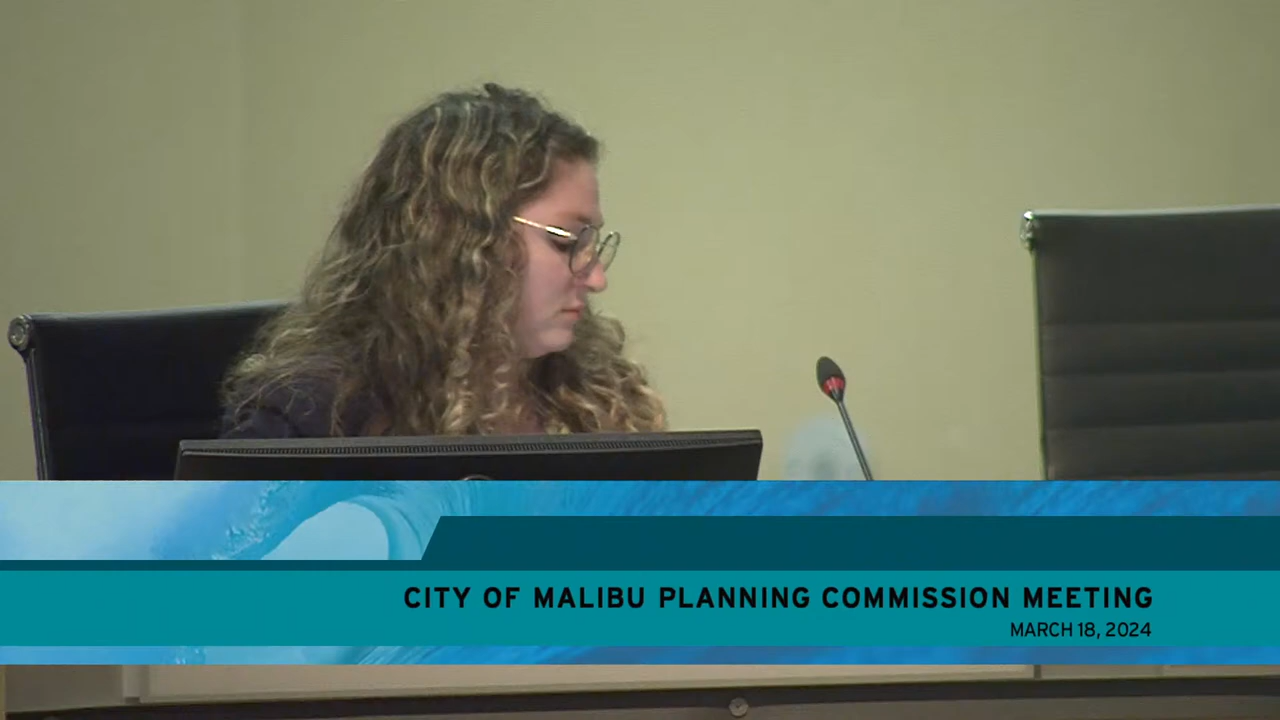 CITY OF MALIBU PLANNING COMMISSION MEETING
MARCH 18, 2024